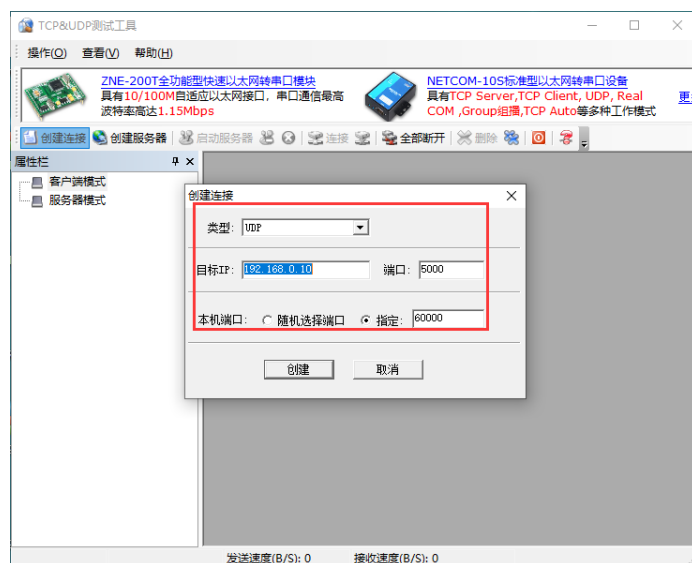 TCP&UDP测试工具
操作(O) 查看(V) 帮助(H)
ZNE-200T全功能型快速以太网转串口模块
具有10/100M自适应以太网接口，串口通信最高
波特率高达1.15Mbps
NETCOM-10S标准型以太网转串口设备
具有TCP Server,TCP Client, UDP, Real
COM ,Group组播,TCP Auto等多种工作模式
更
创建连接 创建服务器 启动服务器 连接 全部断开 删除
属性栏
客户端模式
服务器模式
创建连接
类型: UDP
目标IP: 192.168.0.10 端口: 5000
本机端口: 随机选择端口 指定: 60000
创建 取消
发送速度(B/S): 0 接收速度(B/S): 0